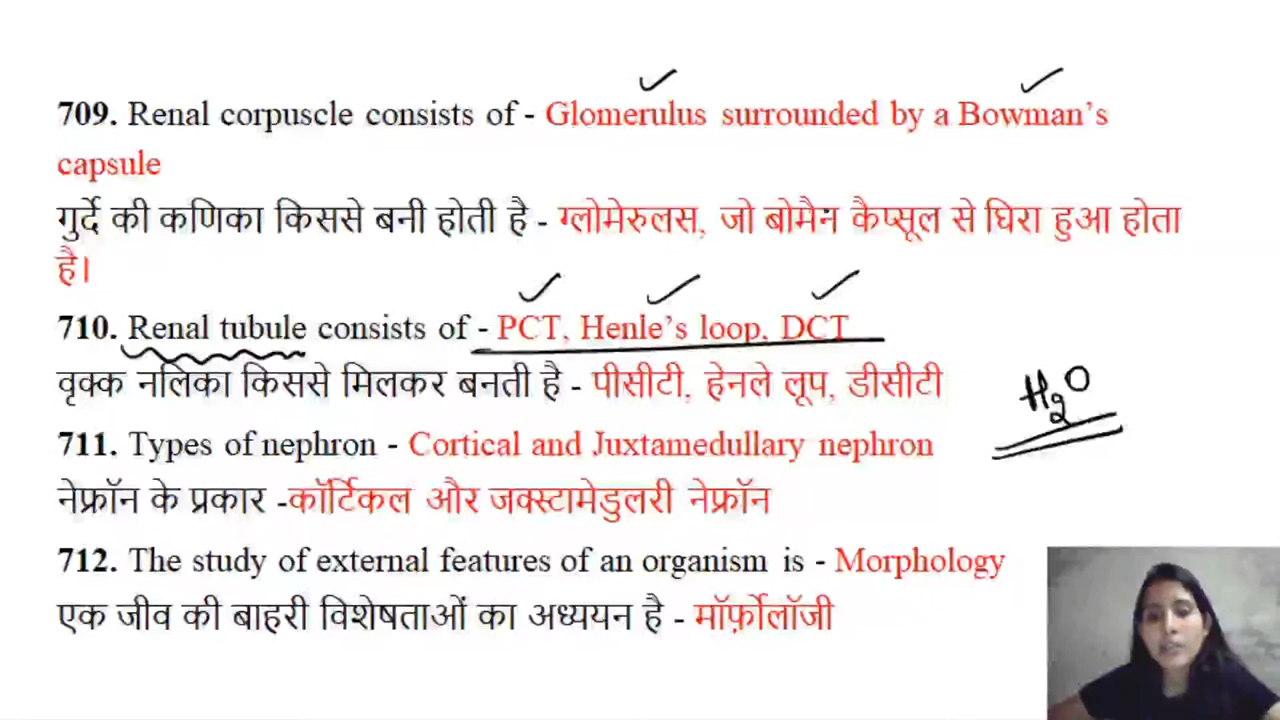 709. Renal corpuscle consists of - Glomerulus surrounded by a Bowman's
capsule
गुर्दे की कणिका किससे बनी होती है - ग्लोमेरुलस, जो बोमैन कैप्सूल से घिरा हुआ होता
है।
710. Renal tubule consists of - PCT, Henle's loop, DCT
वृक्क नलिका किससे मिलकर बनती है - पीसीटी, हेनले लूप, डीसीटी
H2O
711. Types of nephron - Cortical and Juxtamedullary nephron
नेफ्रॉन के प्रकार -कॉर्टिकल और जक्स्टामेडुलरी नेफ्रॉन
712. The study of external features of an organism is - Morphology
एक जीव की बाहरी विशेषताओं का अध्ययन है - मॉर्फ़ोलॉजी